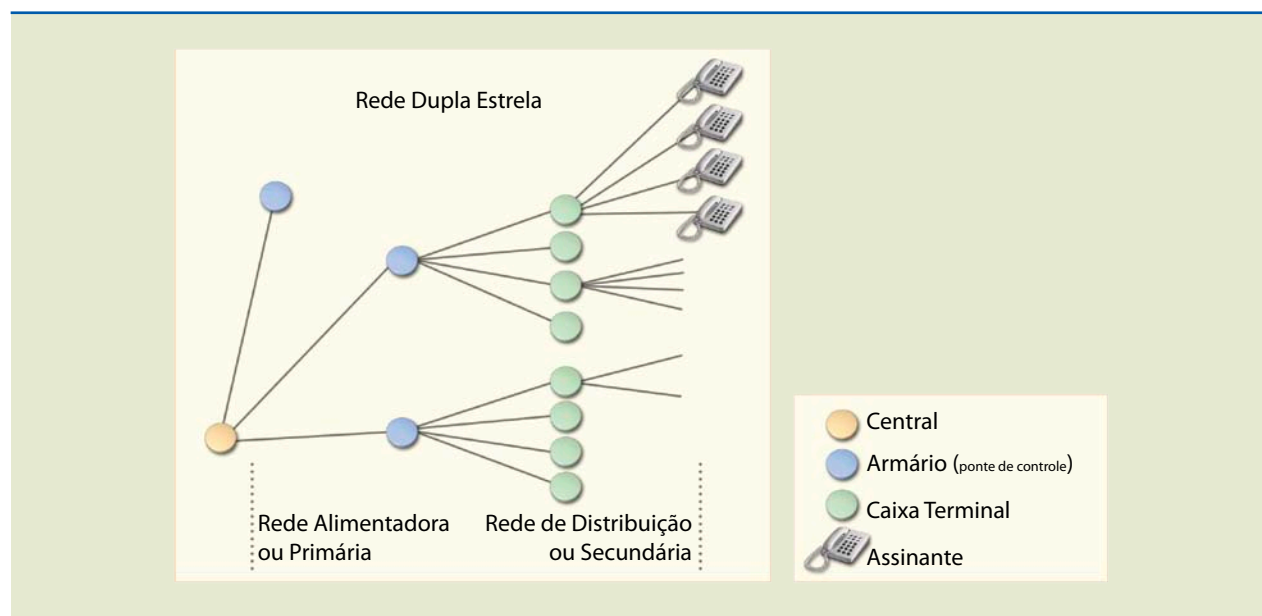 Rede Dupla Estrela
Rede Alimentadora
ou Primária
Rede de Distribuição
ou Secundária
Central
Armário (ponte de controle)
Caixa Terminal
Assinante